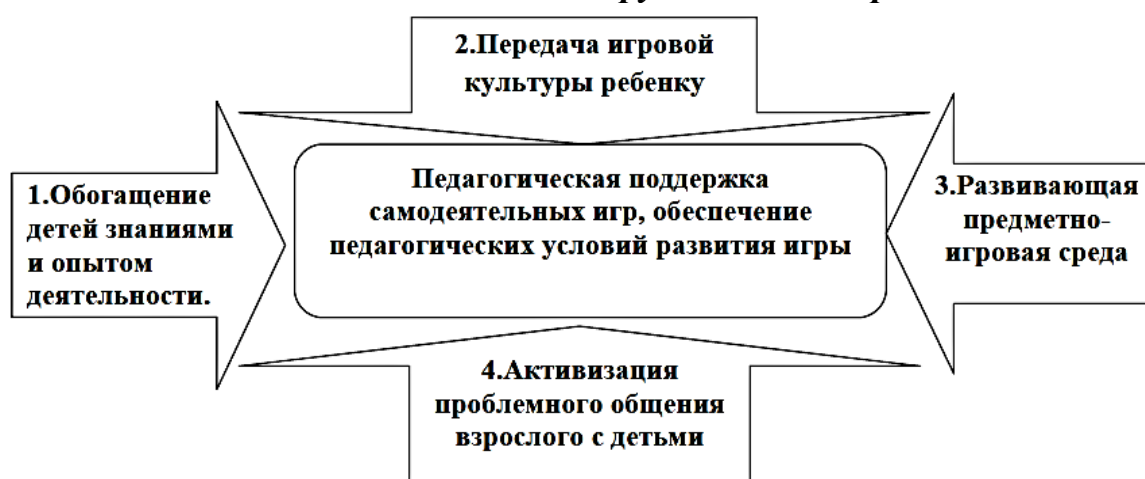 2.Передача игровой
культуры ребенку
1.Обогащение
детей знаниями
и опытом
деятельности.
Педагогическая поддержка
самодеятельных игр, обеспечение
педагогических условий развития игры
3.Развивающая
предметно-
игровая среда
4.Активизация
проблемного общения
взрослого с детьми